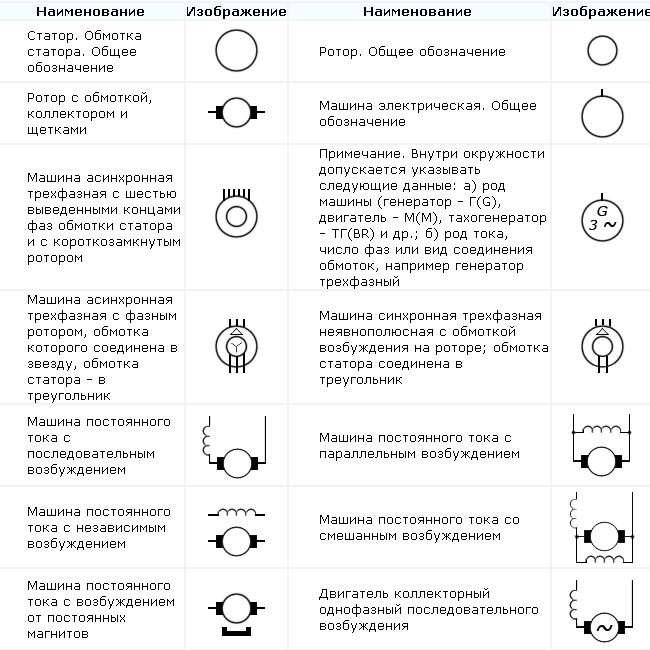 Наименование Изображение Наименование Изображение
Статор. Обмотка
статора. Общее
обозначение
Ротор. Общее обозначение
Ротор с обмоткой,
коллектором и
щетками
Машина электрическая. Общее
обозначение
Машина асинхронная
трехфазная с шестью
выведенными концами
фаз обмотки статора
и с короткозамкнутым
ротором
Примечание. Внутри окружности
допускается указывать
следующие данные: а) род
машины (генератор – Г(G),
двигатель – М(М), тахогенератор
– ТГ(BR) и др.; б) род тока,
число фаз или вид соединения
обмоток, например генератор
трехфазный
G
3 ~
Машина асинхронная
трехфазная с фазным
ротором, обмотка
которого соединена в
звезду, обмотка
статора – в
треугольник
Машина синхронная трехфазная
неявнополюсная с обмоткой
возбуждения на роторе; обмотка
статора соединена в
треугольник
Машина постоянного
тока с
последовательным
возбуждением
Машина постоянного тока с
параллельным возбуждением
Машина постоянного
тока с независимым
возбуждением
Машина постоянного тока со
смешанным возбуждением
Машина постоянного
тока с возбуждением
от постоянных
магнитов
Двигатель коллекторный
однофазный последовательного
возбуждения
~